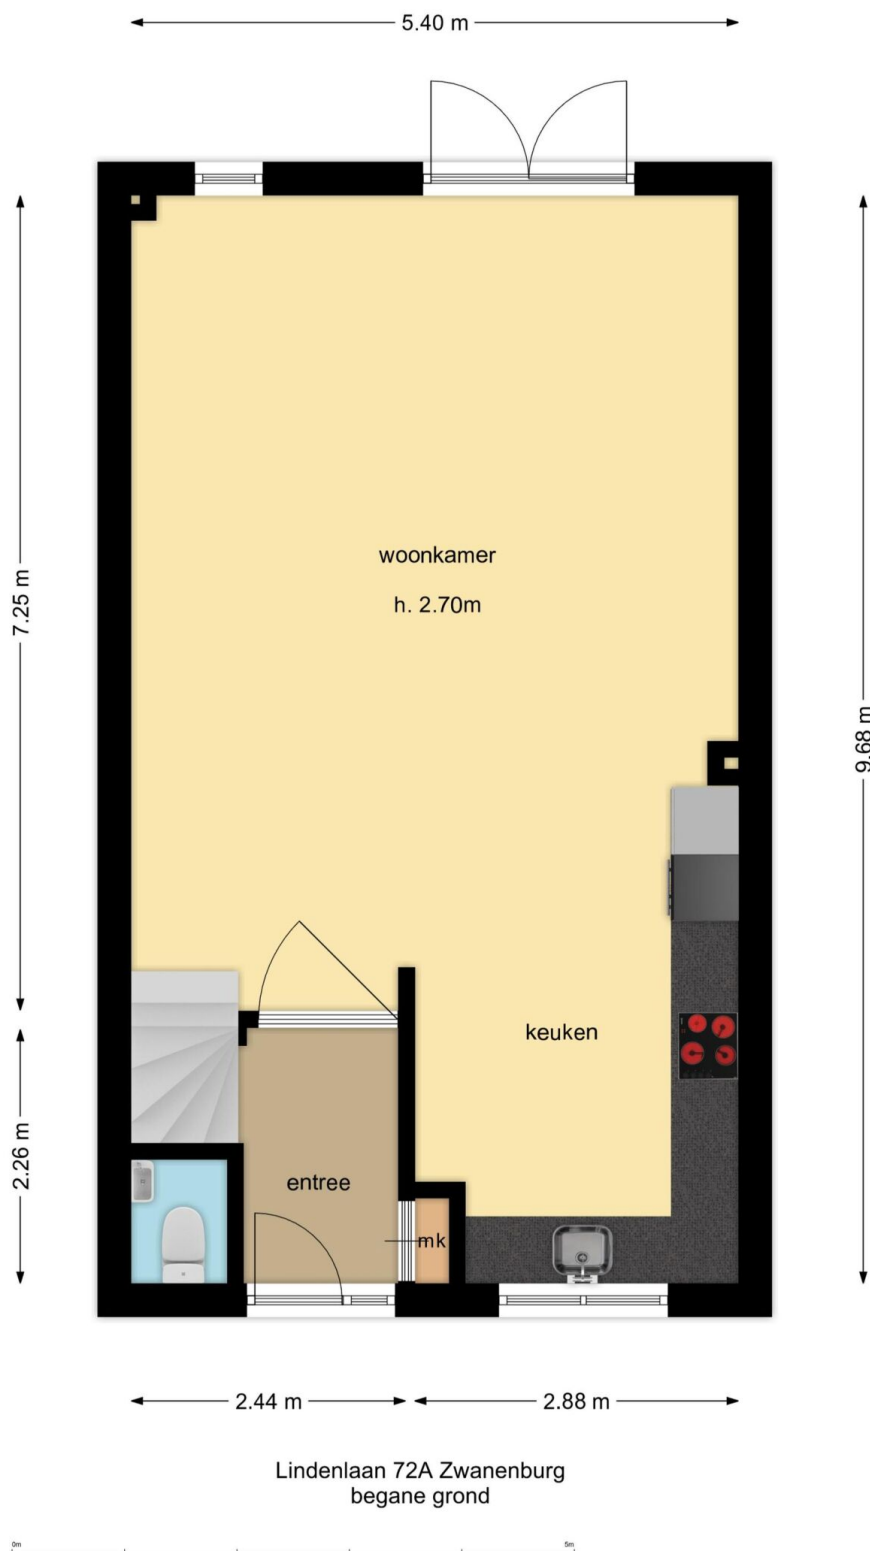 5.40 m
7.25 m
woonkamer
h. 2.70m
9.68 m
keuken
2.26 m
entree
mk
2.44 m
2.88 m
Lindenlaan 72A Zwanenburg
begane grond
0m
5m